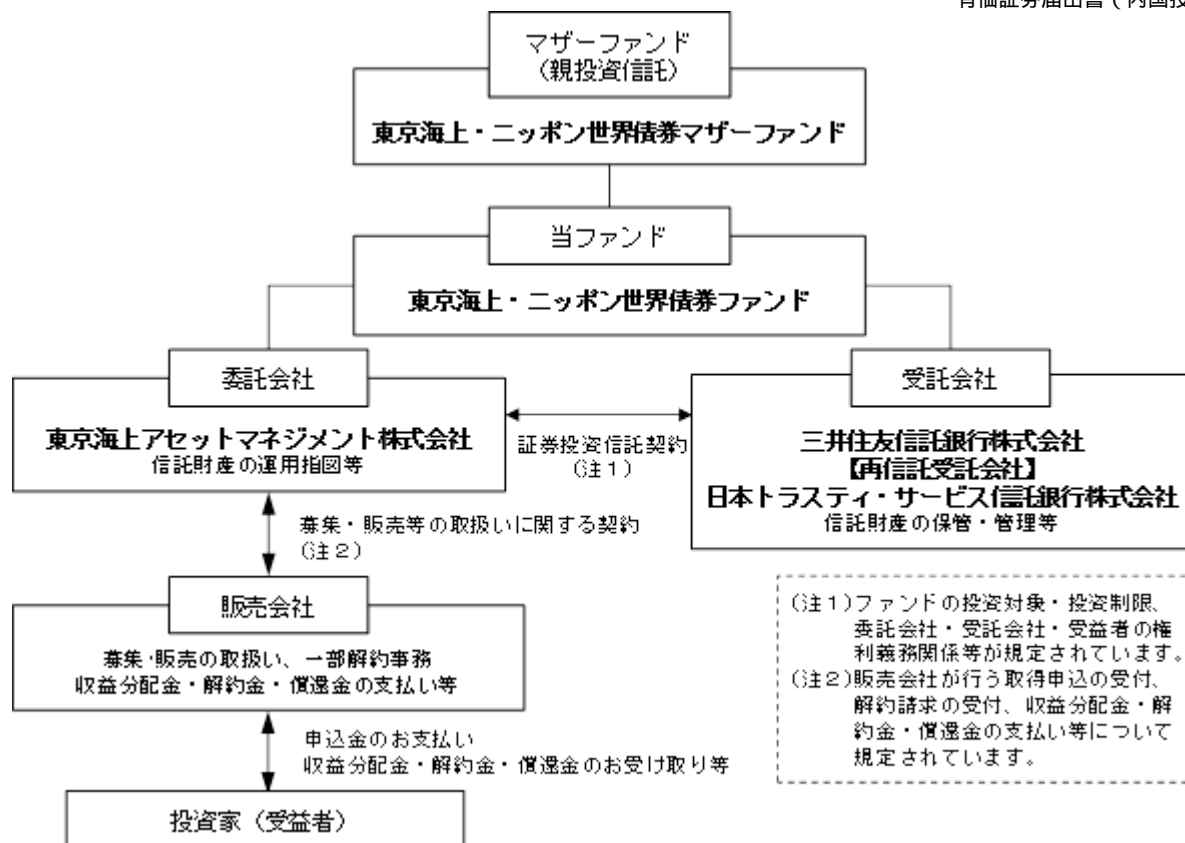 有価証券届出書(内国投
マザーファンド
(親投資信託)
東京海上・ニッポン世界債券マザーファンド
当ファンド
東京海上・ニッポン世界債券ファンド
委託会社
東京海上アセットマネジメント株式会社
信託財産の運用指図等
証券投資信託契約
(注1)
受託会社
三井住友信託銀行株式会社
【再信託受託会社】
日本トラスティ・サービス信託銀行株式会社
信託財産の保管・管理等
募集・販売等の取扱いに関する契約
(注2)
販売会社
募集・販売の取扱い、一部解約事務
収益分配金・解約金・償還金の支払い等
申込金のお支払い
収益分配金・解約金・償還金のお受け取り等
投資家(受益者)
(注1)ファンドの投資対象・投資制限、
委託会社・受託会社・受益者の権
利義務関係等が規定されています。
(注2)販売会社が行う取得申込の受付、
解約請求の受付、収益分配金・解
約金・償還金の支払い等について
規定されています。